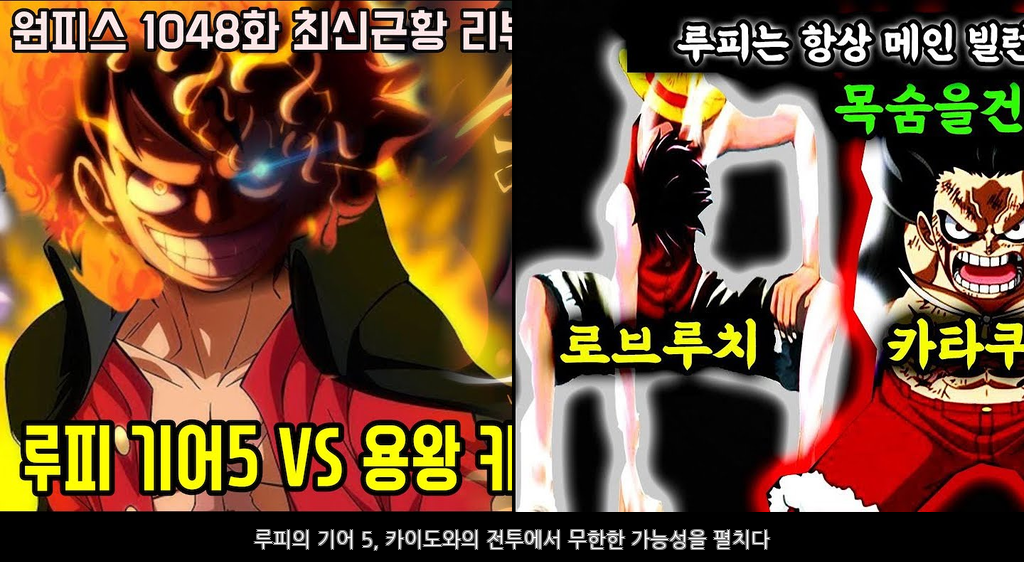 원피스 1048화 최신근황 리뷰
루피 기어5 VS 용왕
루피는 항상 메인 빌런
목숨을건
로브루치
카타쿠
루피의 기어 5, 카이도와의 전투에서 무한한 가능성을 펼치다